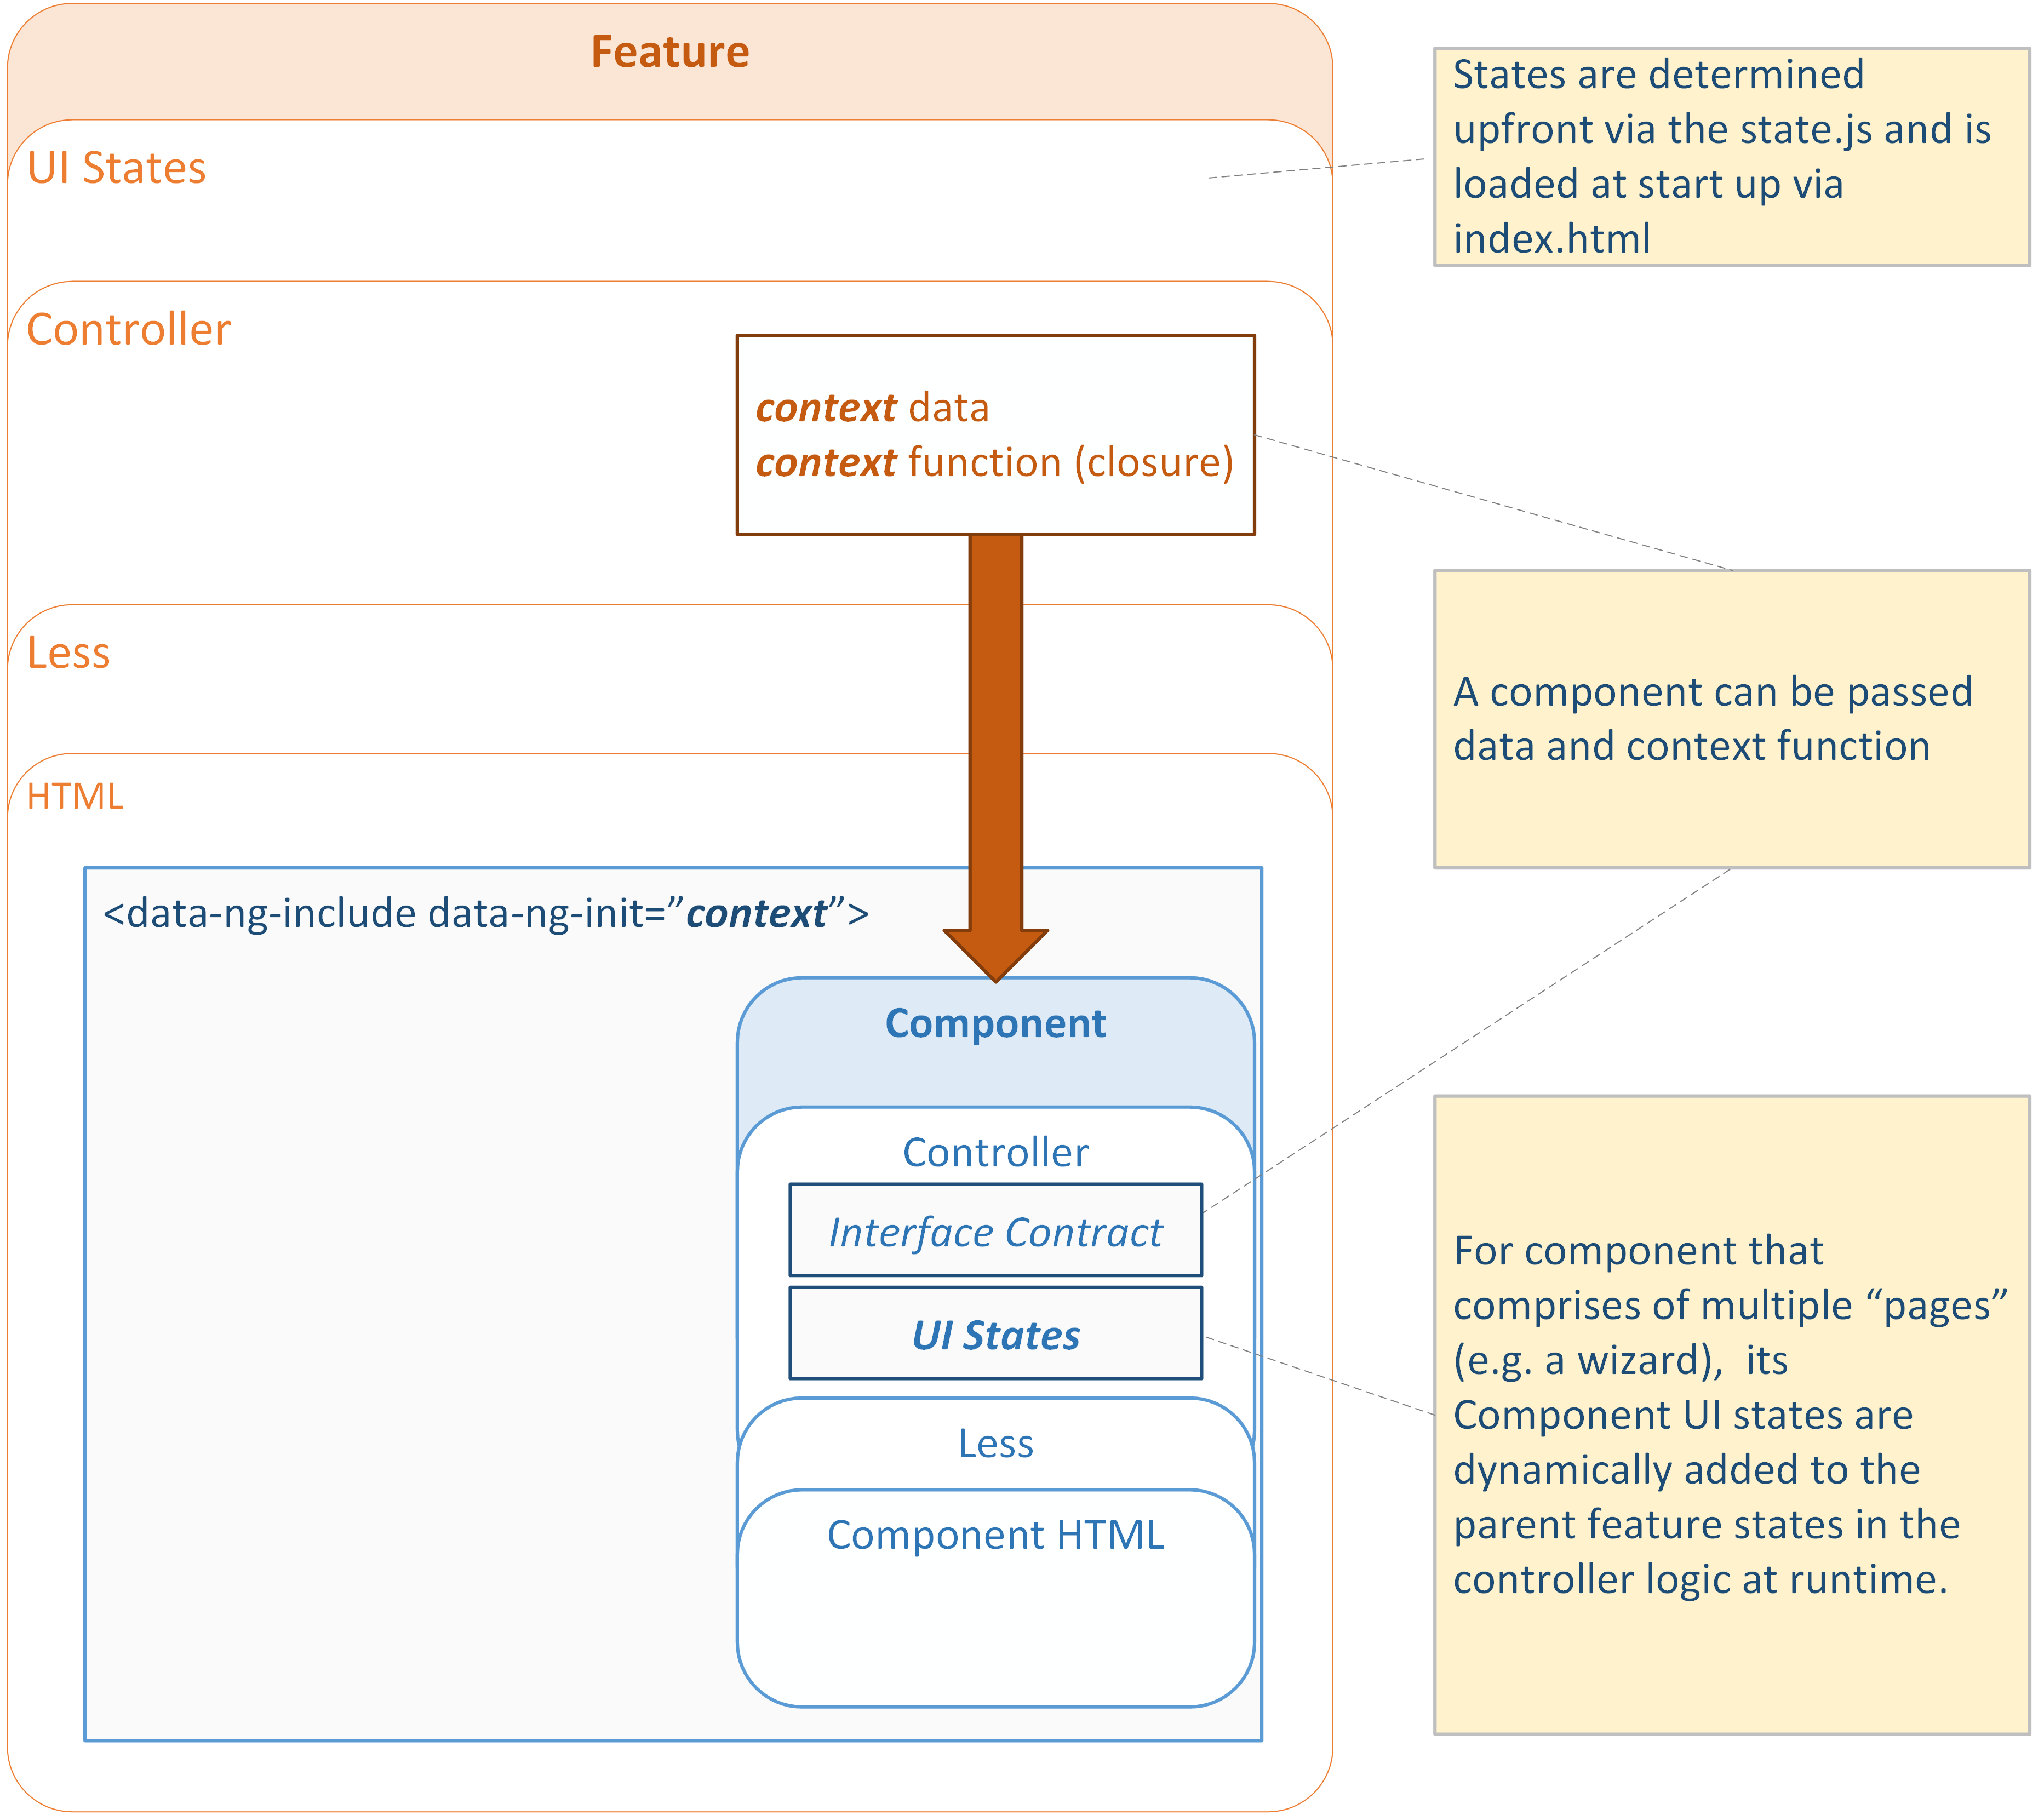 Feature
UI States
Controller
context data
context function (closure)
Less
HTML
<data-ng-include data-ng-init=”context”>
Component
Controller
Interface Contract
UI States
Less
Component HTML
States are determined
upfront via the state.js and is
loaded at start up via
index.html
A component can be passed
data and context function
For component that
comprises of multiple “pages”
(e.g. a wizard),  its
Component UI states are
dynamically added to the
parent feature states in the
controller logic at runtime.